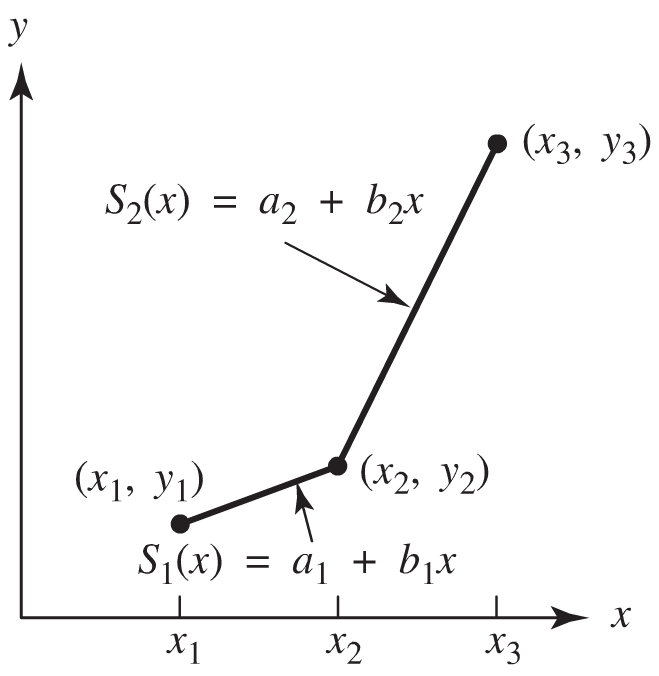 y
(x₃, y₃)
S₂(x) = a₂ + b₂x
(x₁, y₁)
(x₂, y₂)
S₁(x) = a₁ + b₁x
x
x₁
x₂
x₃